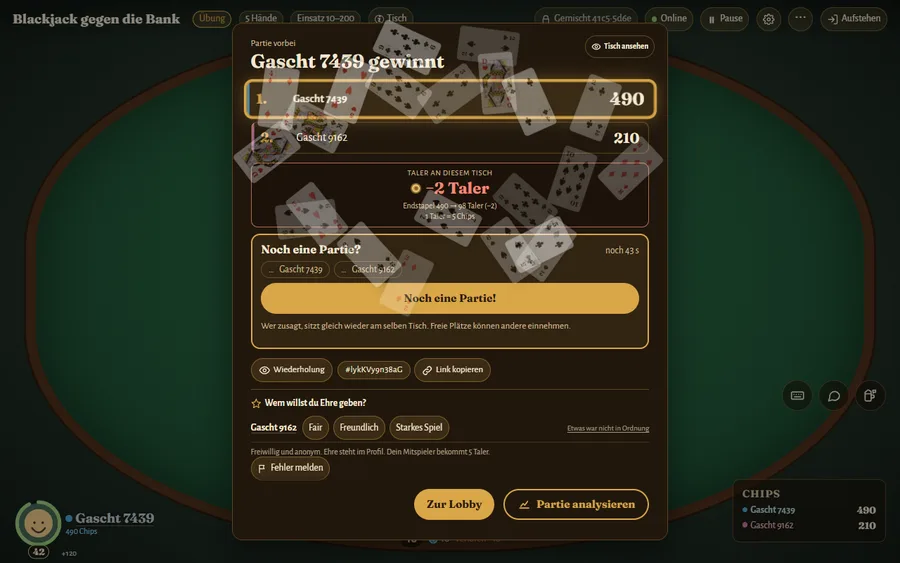 Blackjack gegen die Bank
Übung
5 Hände
Einsatz 10–200
Tisch
Gemischt 41c5-5d6e
Online
Pause
Aufstehen
Partie vorbei
Gascht 7439 gewinnt
Tisch ansehen
1. Gascht 7439 490
2. Gascht 9162 210
TALER AN DIESEM TISCH
−2 Taler
Endstapel 490 → 98 Taler (−2)
1 Taler = 5 Chips
Noch eine Partie?
noch 43 s
… Gascht 7439
… Gascht 9162
Noch eine Partie!
Wer zusagt, sitzt gleich wieder am selben Tisch. Freie Plätze können andere einnehmen.
Wiederholung
#lykKVy9n38aG
Link kopieren
Wem willst du Ehre geben?
Gascht 9162
Fair
Freundlich
Starkes Spiel
Etwas war nicht in Ordnung
Freiwillig und anonym. Ehre steht im Profil. Dein Mitspieler bekommt 5 Taler.
Fehler melden
Zur Lobby
Partie analysieren
Gascht 7439
490 Chips
42
+120
CHIPS
Gascht 7439 490
Gascht 9162 210